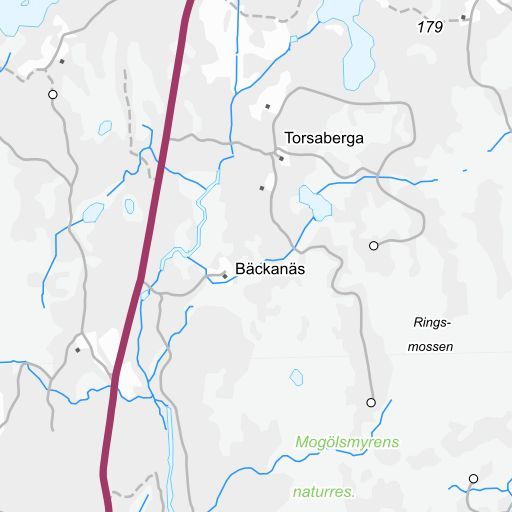 179
Torsaberga
Bäckanäs
Rings-
mossen
Mogölsmyrens
naturres.